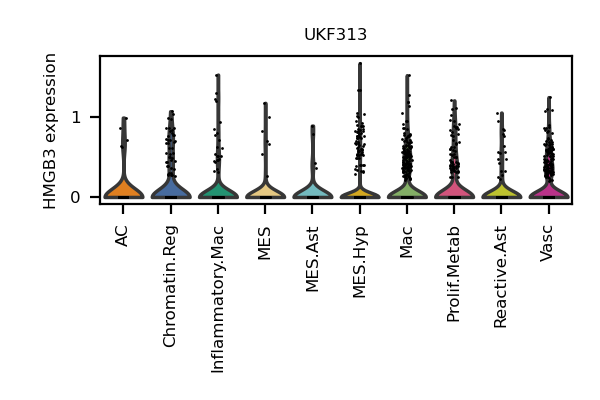 UKF313
HMGB3 expression
1
0
AC
Chromatin.Reg
Inflammatory.Mac
MES
MES.Ast
MES.Hyp
Mac
Prolif.Metab
Reactive.Ast
Vasc